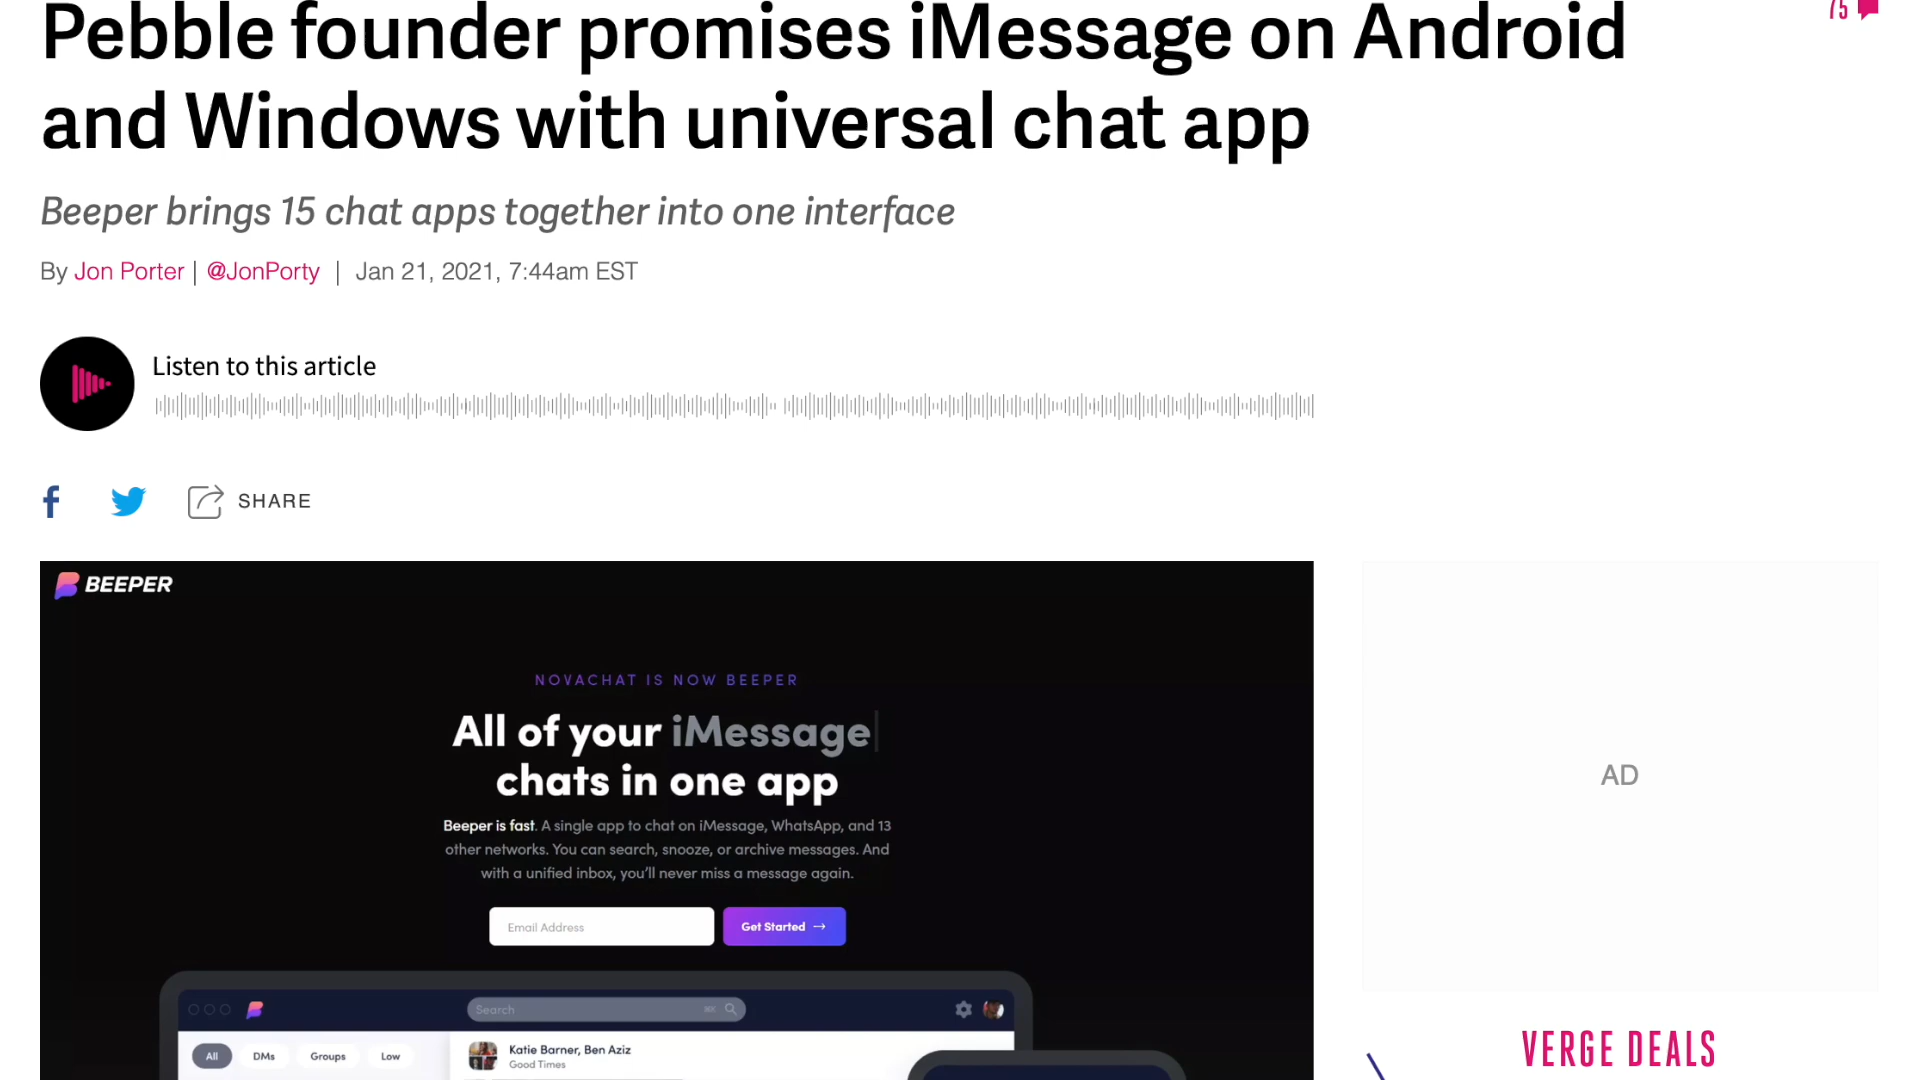 Pebble founder promises iMessage on Android
75
and Windows with universal chat app
Beeper brings 15 chat apps together into one interface
By Jon Porter | @JonPorty | Jan 21, 2021, 7:44am EST
Listen to this article
SHARE
BEEPER
NOVACHAT IS NOW BEEPER
All of your iMessage
chats in one app
Beeper is fast. A single app to chat on iMessage, WhatsApp, and 13
other networks. You can search, snooze, or archive messages. And
with a unified inbox, you'll never miss a message again.
Email Address
Get Started →
AD
Search
All
DMs
Groups
Low
Katie Barner, Ben Aziz
Good Times
VERGE DEALS